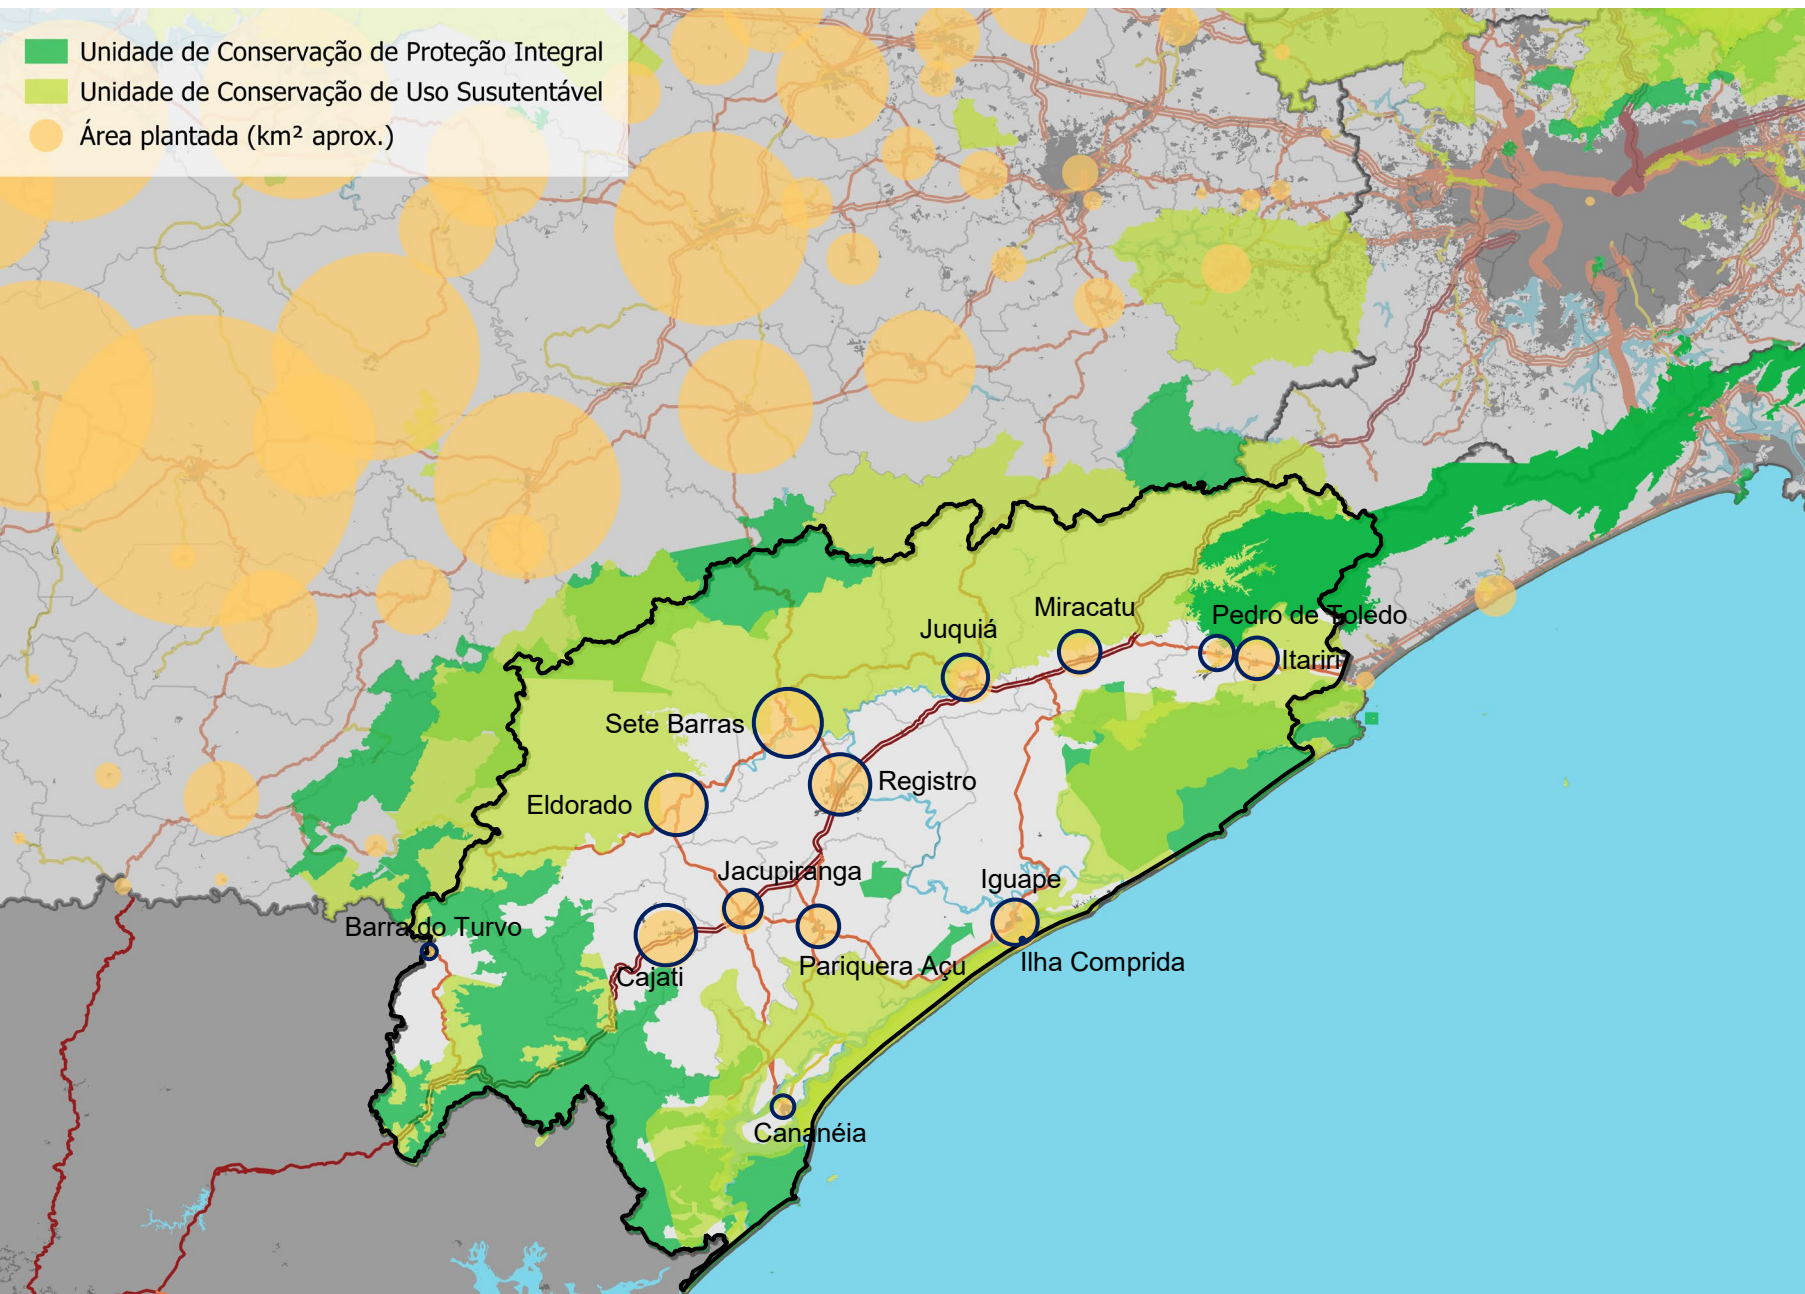 Unidade de Conservação de Proteção Integral
Unidade de Conservação de Uso Susutentável
Área plantada (km² aprox.)
Miracatu
Pedro de Toledo
Juquiá
Itariri
Sete Barras
Registro
Eldorado
Jacupiranga
Iguape
Barra do Turvo
Ilha Comprida
Pariquera Açu
Cajati
Cananéia